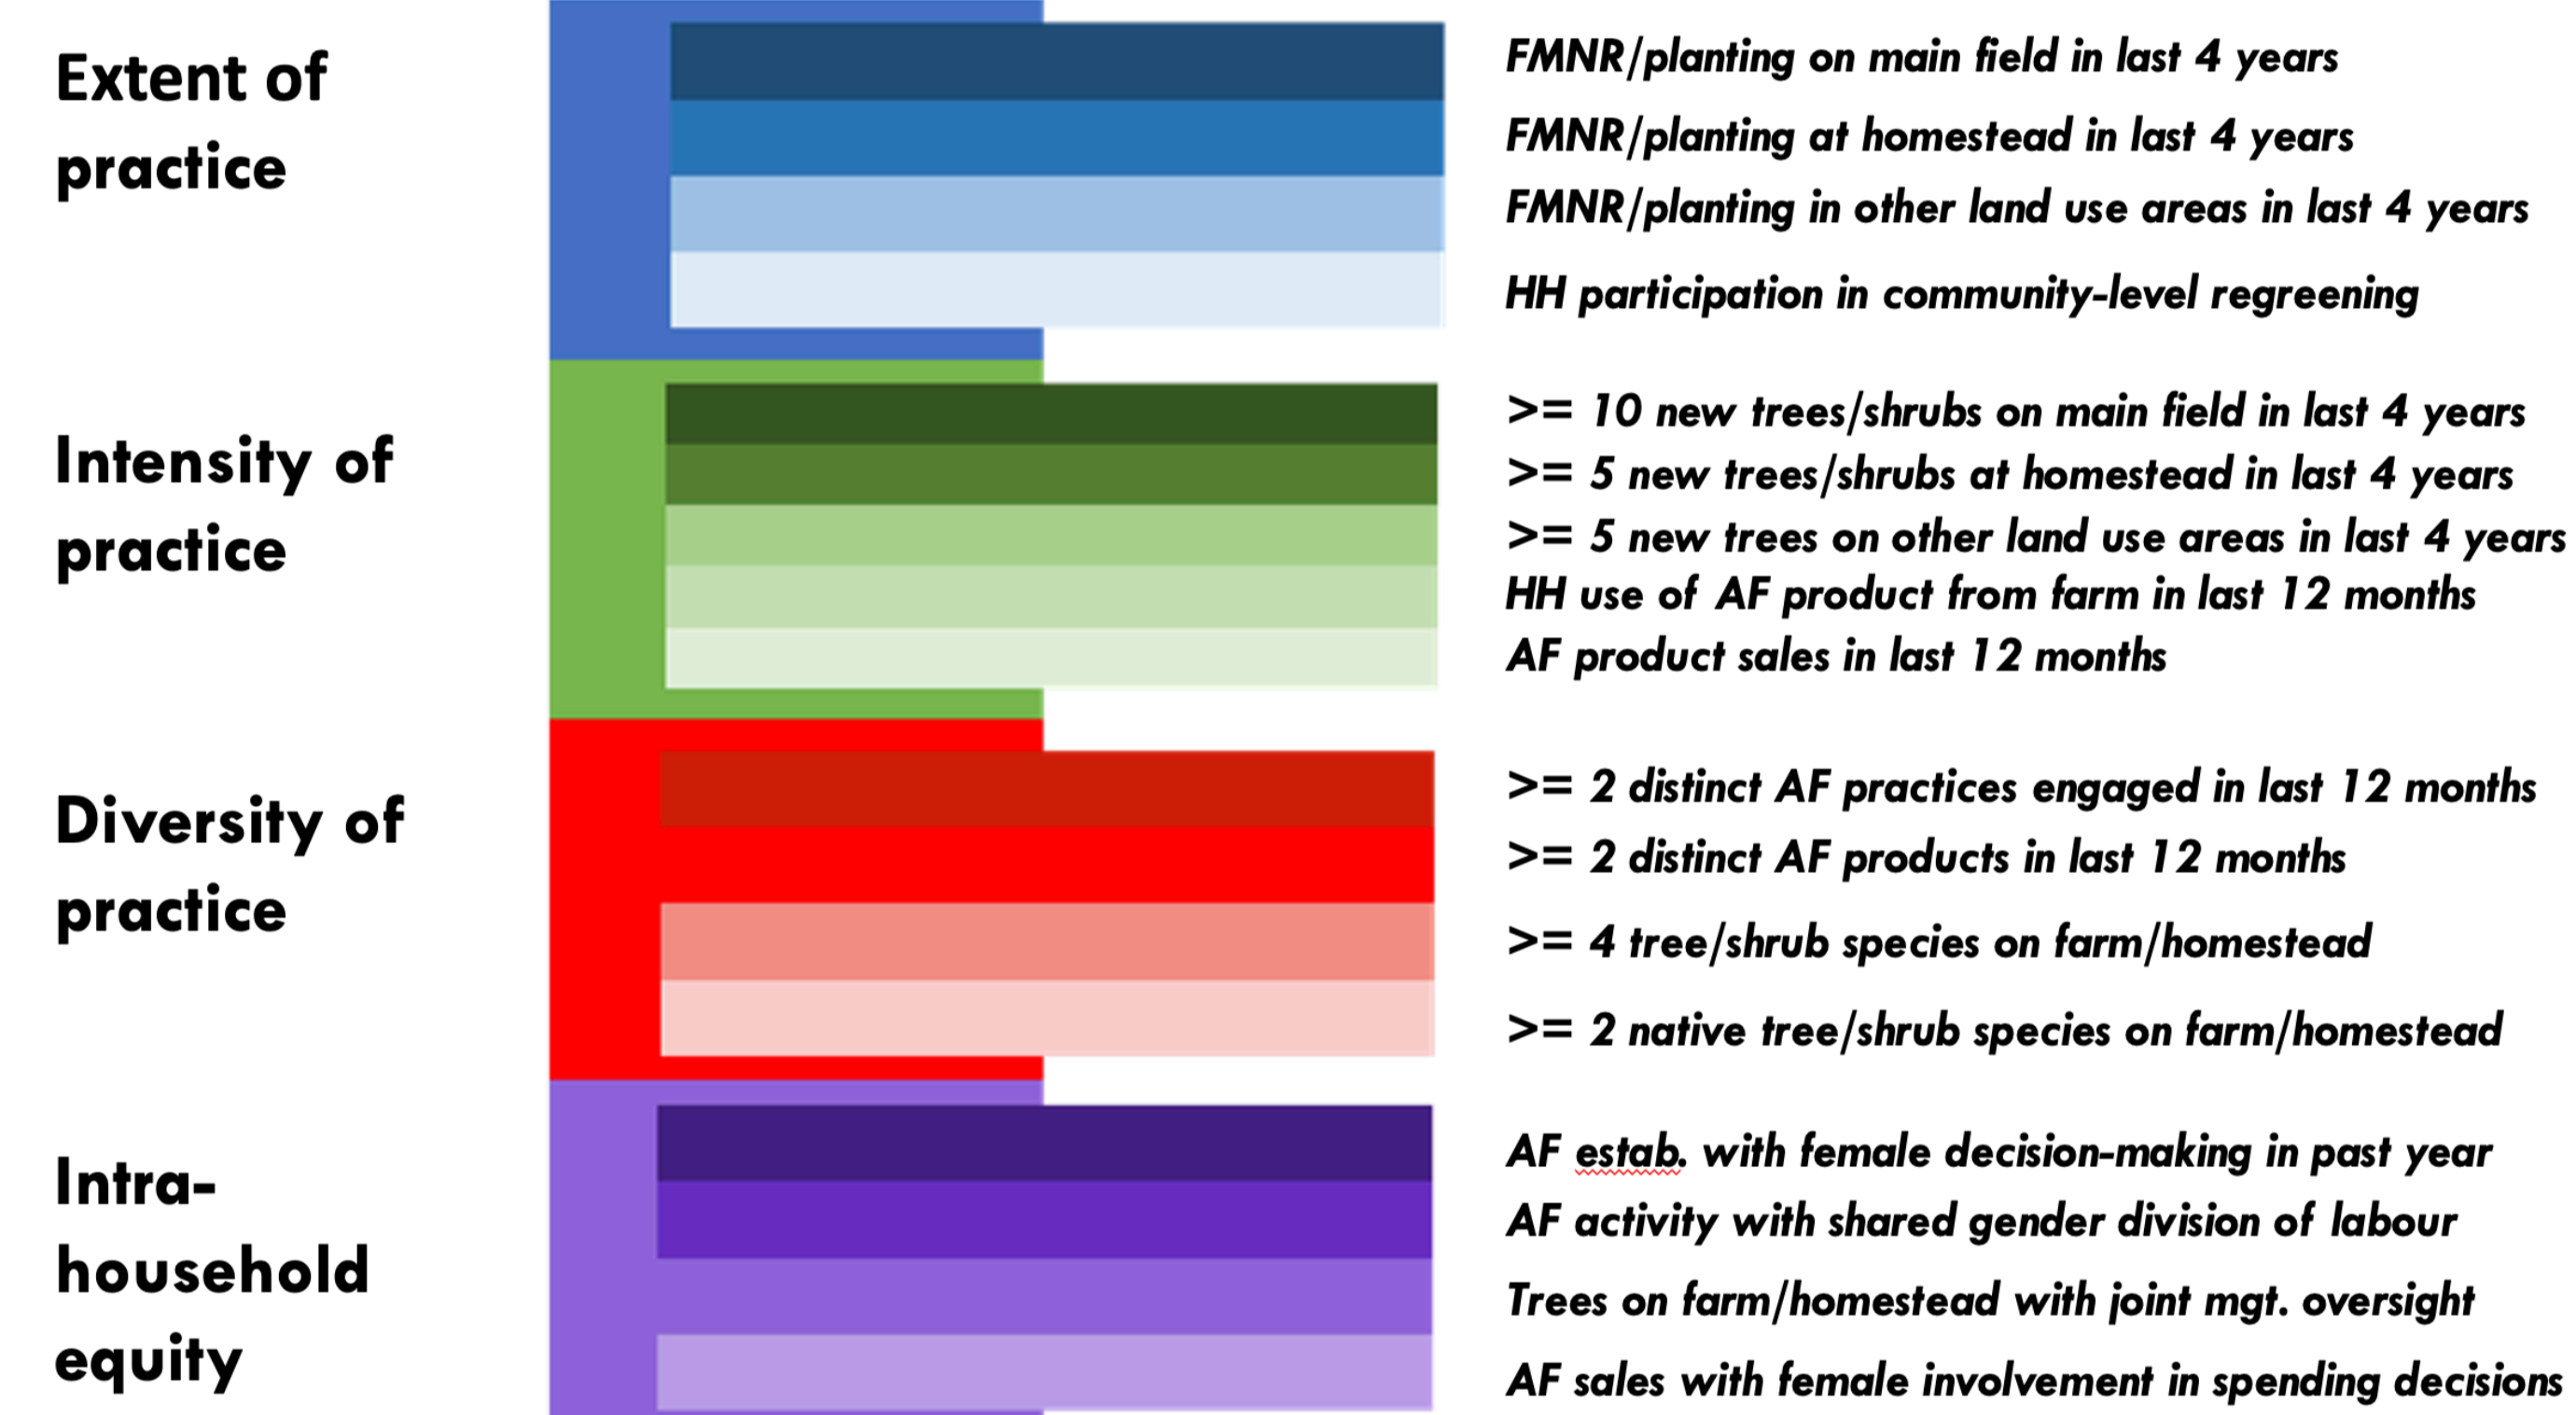 Extent of
practice
FMNR/planting on main field in last 4 years
FMNR/planting at homestead in last 4 years
FMNR/planting in other land use areas in last 4 years
HH participation in community-level regreening
Intensity of
practice
>= 10 new trees/shrubs on main field in last 4 years
>= 5 new trees/shrubs at homestead in last 4 years
>= 5 new trees on other land use areas in last 4 years
HH use of AF product from farm in last 12 months
AF product sales in last 12 months
Diversity of
practice
>= 2 distinct AF practices engaged in last 12 months
>= 2 distinct AF products in last 12 months
>= 4 tree/shrub species on farm/homestead
>= 2 native tree/shrub species on farm/homestead
Intra-
household
equity
AF estab. with female decision-making in past year
AF activity with shared gender division of labour
Trees on farm/homestead with joint mgt. oversight
AF sales with female involvement in spending decisions